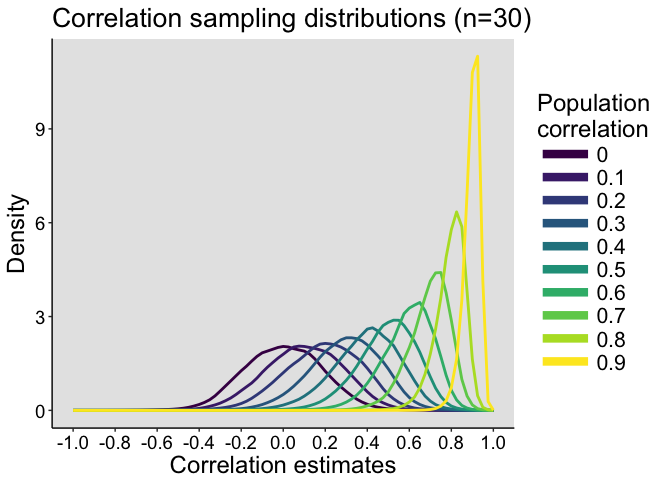 Correlation sampling distributions (n=30)
Density
9
6
3
0
-1.0 -0.8 -0.6 -0.4 -0.2 0.0 0.2 0.4 0.6 0.8 1.0
Correlation estimates
Population
correlation
0
0.1
0.2
0.3
0.4
0.5
0.6
0.7
0.8
0.9